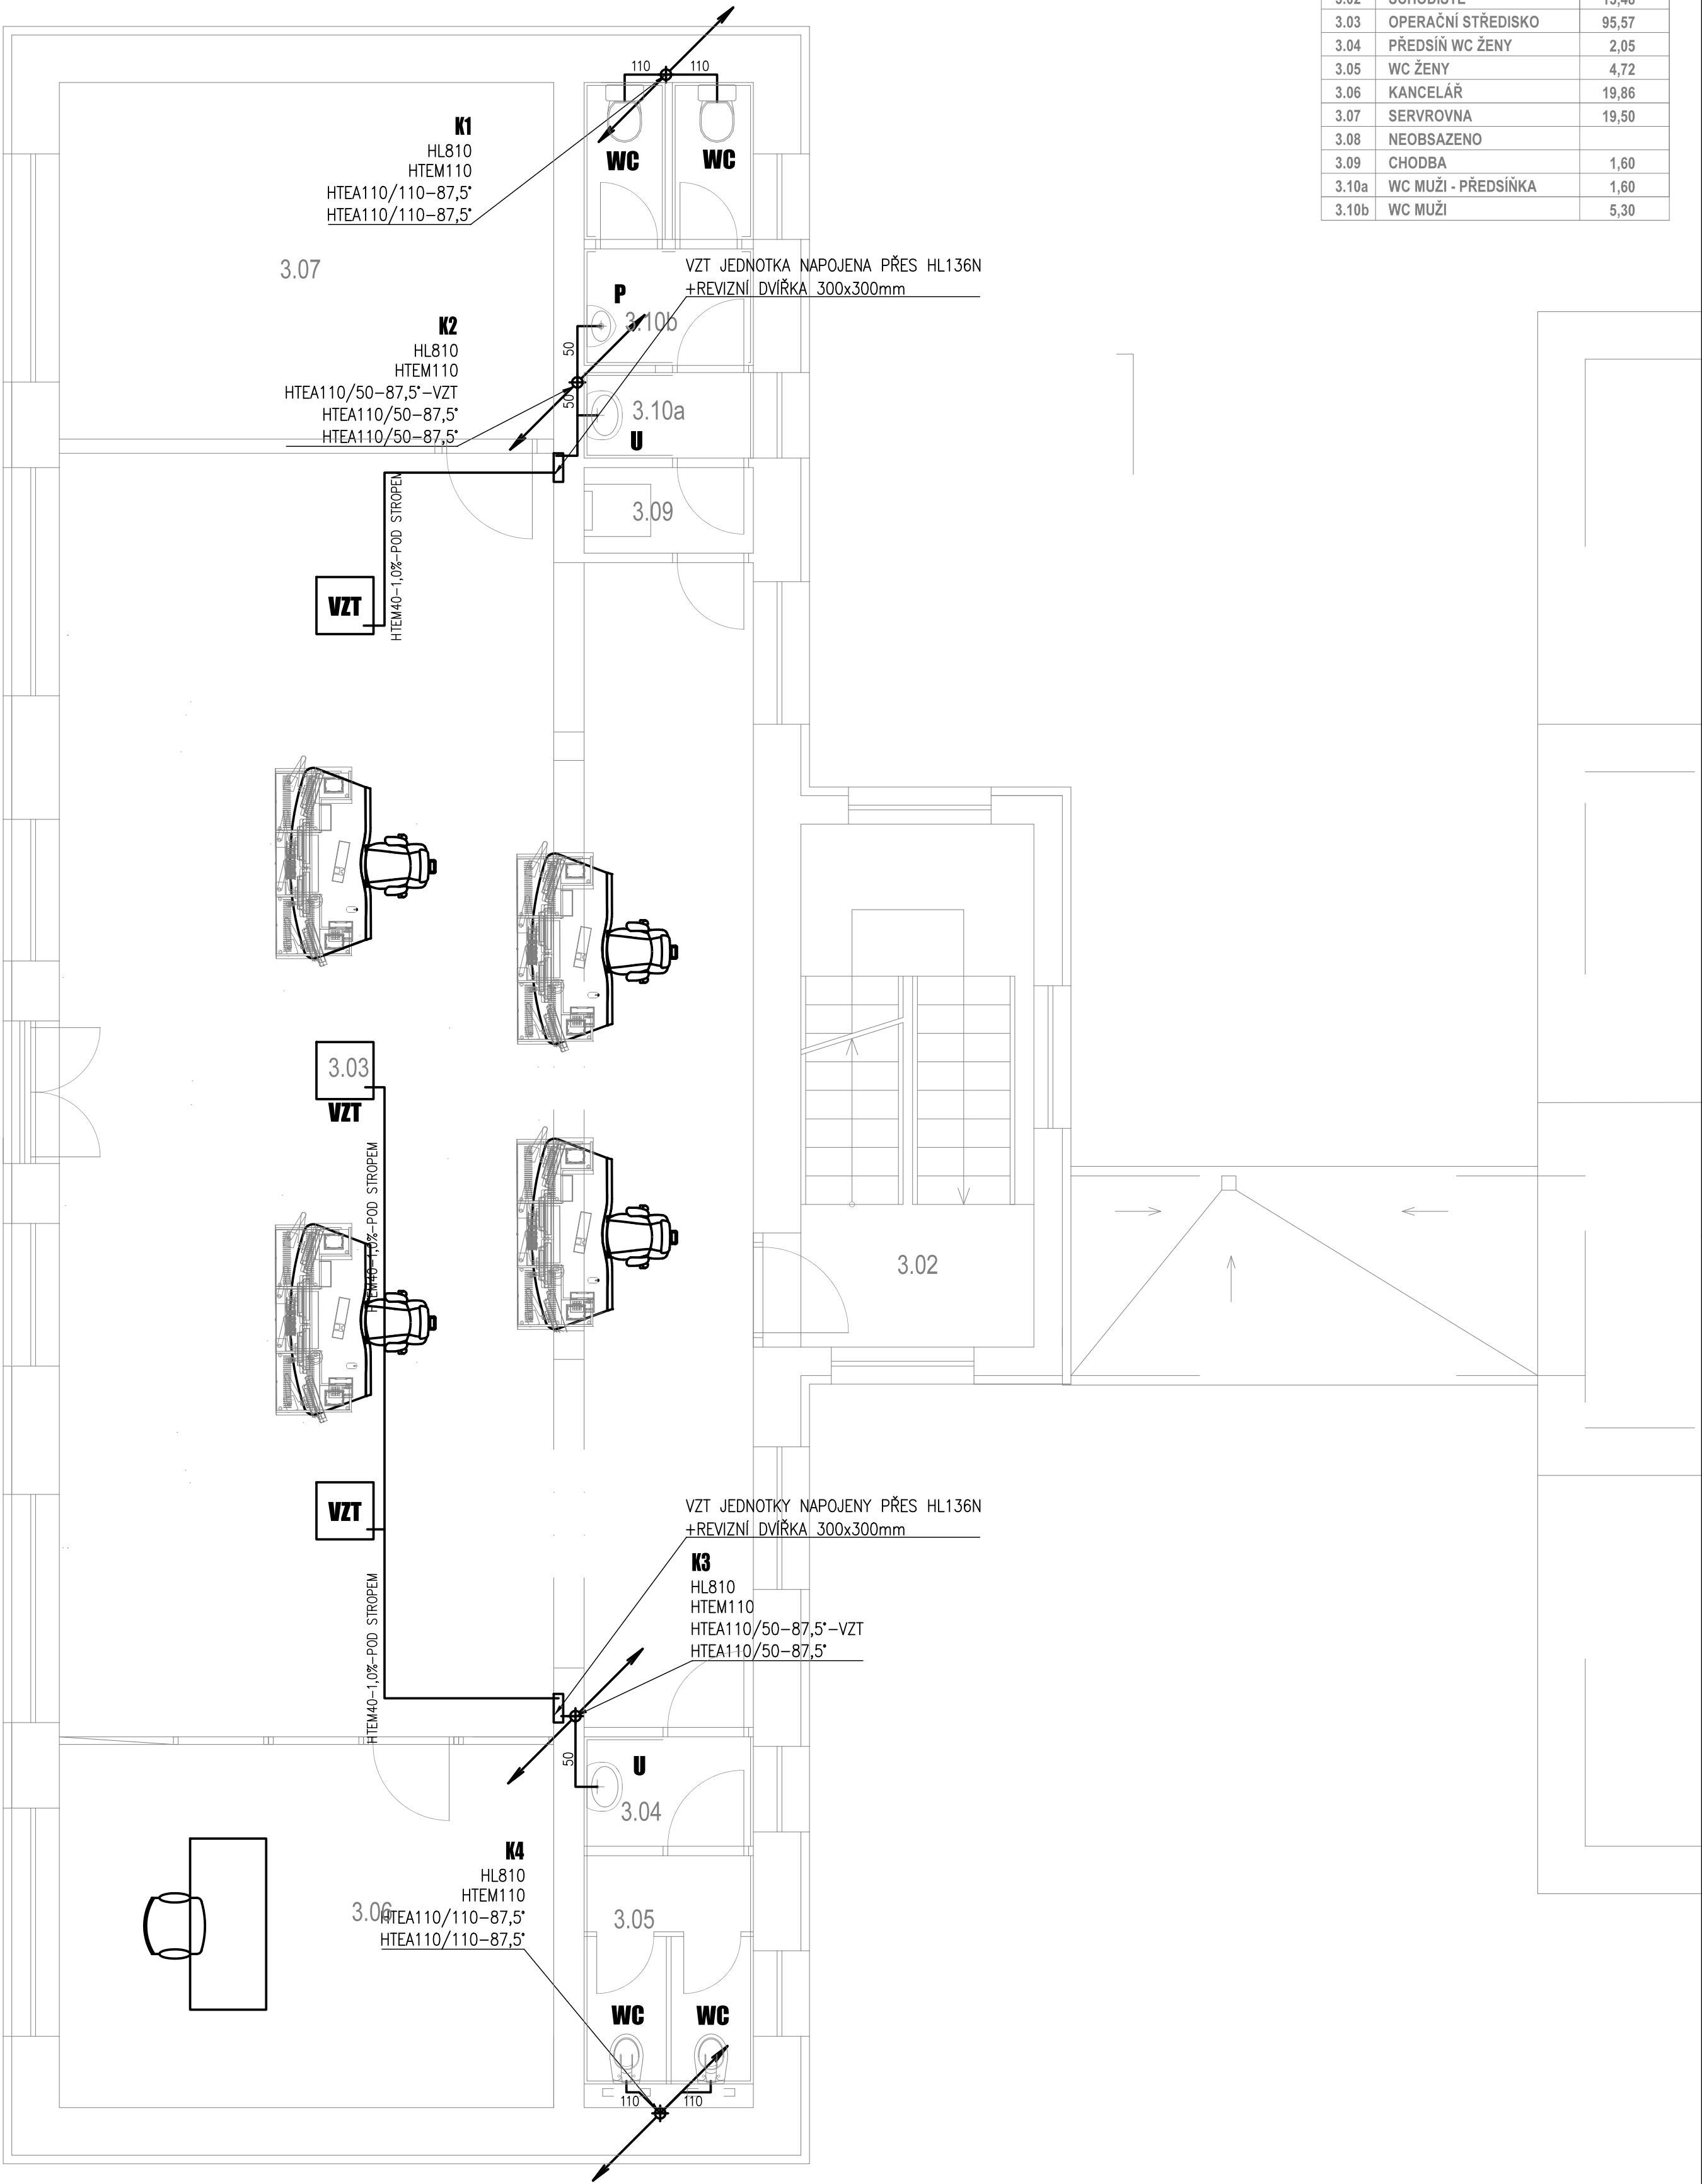 3.03 OPERAČNÍ STŘEDISKO 95,57
3.04 PŘEDSÍŇ WC ŽENY 2,05
3.05 WC ŽENY 4,72
3.06 KANCELÁŘ 19,86
3.07 SERVROVNA 19,50
3.08 NEOBSAZENO
3.09 CHODBA 1,60
3.10a WC MUŽI - PŘEDSÍŇKA 1,60
3.10b WC MUŽI 5,30
110 110
K1
HL810
HTEM110
HTEA110/110-87,5°
HTEA110/110-87,5°
WC WC
3.07
VZT JEDNOTKA NAPOJENA PŘES HL136N
+REVIZNÍ DVÍŘKA 300x300mm
P
3.10b
K2
HL810
HTEM110
HTEA110/50-87,5°-VZT
HTEA110/50-87,5°
HTEA110/50-87,5°
50
50
3.10a
U
3.09
HTEM40-1,0%-POD STROPEM
VZT
3.03
VZT
HTEM40-1,0%-POD STROPEM
3.02
VZT
HTEM40-1,0%-POD STROPEM
VZT JEDNOTKY NAPOJENY PŘES HL136N
+REVIZNÍ DVÍŘKA 300x300mm
K3
HL810
HTEM110
HTEA110/50-87,5°-VZT
HTEA110/50-87,5°
50
U
3.04
K4
HL810
HTEM110
HTEA110/110-87,5°
HTEA110/110-87,5°
3.06
3.05
WC WC
110 110